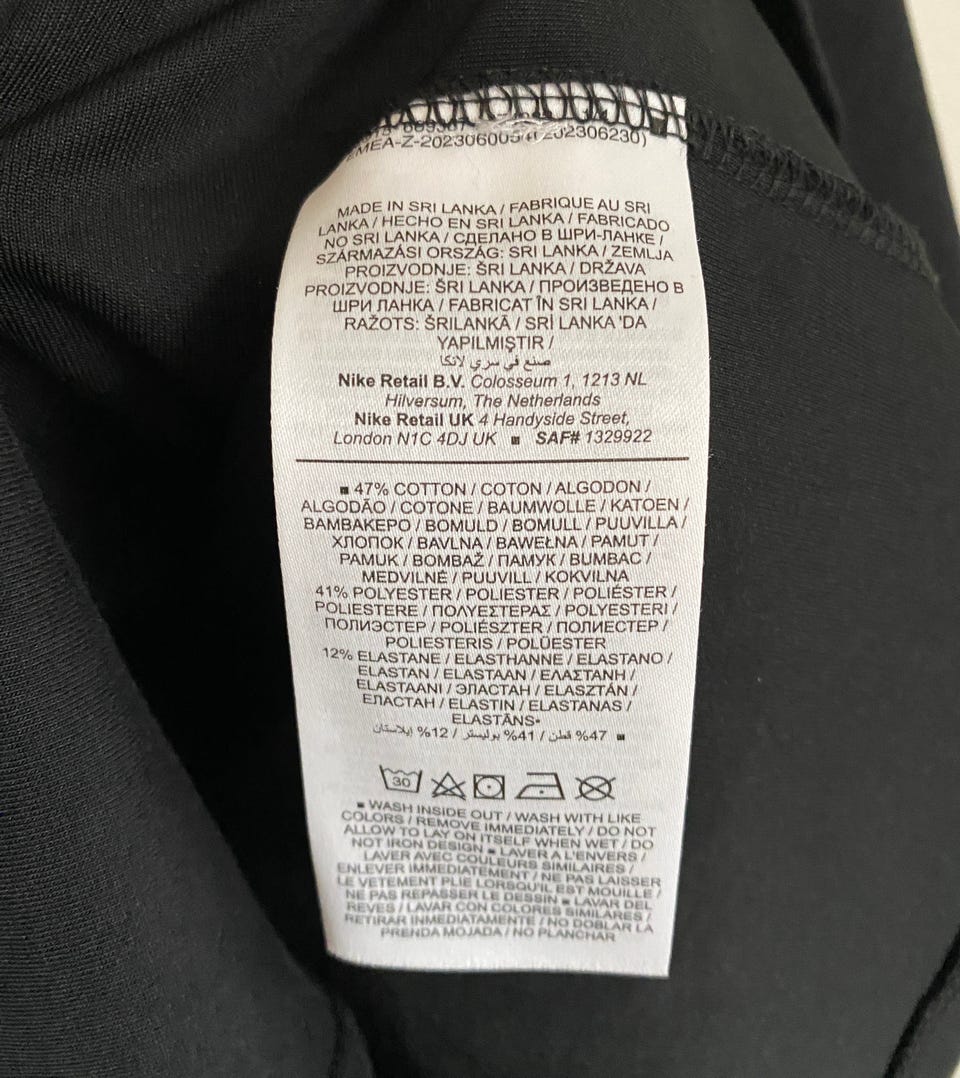 EMEA-Z-202306005 (202306230)
MADE IN SRI LANKA / FABRIQUE AU SRI
LANKA / HECHO EN SRI LANKA / FABRICADO
NO SRI LANKA / СДЕЛАНО В ШРИ-ЛАНКЕ /
SZÁRMAZÁSI ORSZÁG: SRI LANKA / ZEMLJA
PROIZVODNJE: ŠRI LANKA / DRŽAVA
PROIZVODNJE: ŠRI LANKA / ПРОИЗВЕДЕНО В
ШРИ ЛАНКА / FABRICAT ÎN SRI LANKA /
RAŽOTS: ŠRILANKĀ / SRİ LANKA 'DA
YAPILMIŞTIR /
صنع في سري لانكا
Nike Retail B.V. Colosseum 1, 1213 NL
Hilversum, The Netherlands
Nike Retail UK 4 Handyside Street,
London N1C 4DJ UK ■ SAF# 1329922
■ 47% COTTON / COTON / ALGODON /
ALGODÃO / COTONE / BAUMWOLLE / KATOEN /
ΒΑΜΒΑΚΕΡΟ / BOMULD / BOMULL / PUUVILLA /
ХЛОПОК / BAVLNA / BAWEŁNA / PAMUT /
PAMUK / BOMBAŽ / ПАМУК / BUMBAC /
MEDVILNĖ / PUUVILL / KOKVILNA
41% POLYESTER / POLIESTER / POLIÉSTER /
POLIESTERE / ΠΟΛΥΕΣΤΕΡΑΣ / POLYESTERI /
ПОЛИЭСТЕР / POLIÉSZTER / ПОЛИЕСТЕР /
POLIESTERIS / POLÜESTER
12% ELASTANE / ELASTHANNE / ELASTANO /
ELASTAN / ELASTAAN / ΕΛΑΣΤΑΝΗ /
ELASTAANI / ЭЛАСТАН / ELASZTÁN /
ЕЛАСТАН / ELASTIN / ELASTANAS /
ELASTĀNS▪
■ 47% قطن / 41% بوليستر / 12% إيلاستان
30
■ WASH INSIDE OUT / WASH WITH LIKE
COLORS / REMOVE IMMEDIATELY / DO NOT
ALLOW TO LAY ON ITSELF WHEN WET / DO
NOT IRON DESIGN ■ LAVER A L'ENVERS /
LAVER AVEC COULEURS SIMILAIRES /
ENLEVER IMMÉDIATEMENT / NE PAS LAISSER
LE VETEMENT PLIE LORSQU'IL EST MOUILLE /
NE PAS REPASSER LE DESSIN ■ LAVAR DEL
REVES / LAVAR CON COLORES SIMILARES /
RETIRAR INMEDIATAMENTE / NO DOBLAR LA
PRENDA MOJADA / NO PLANCHAR